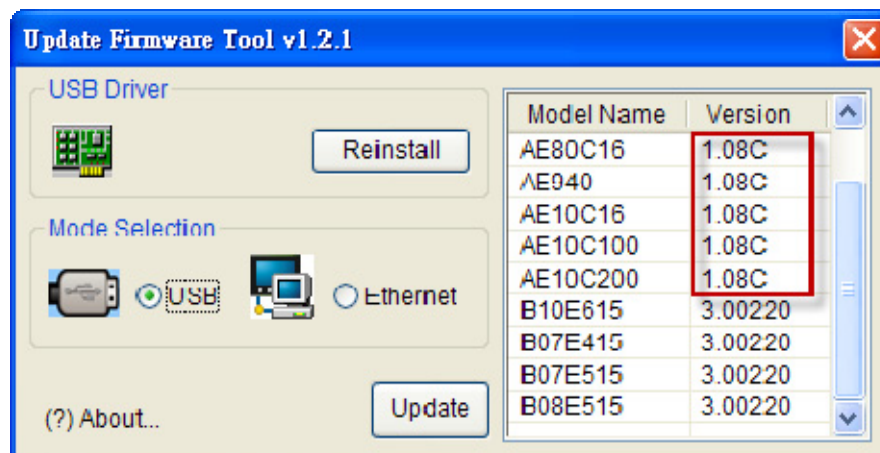 Update Firmware Tool v1.2.1
USB Driver
Reinstall
Mode Selection
USB
Ethernet
(?) About...
Update
Model Name Version
AE80C16 1.08C
AE940 1.08C
AE10C16 1.08C
AE10C100 1.08C
AE10C200 1.08C
B10E615 3.00220
B07E415 3.00220
B07E515 3.00220
B08E515 3.00220